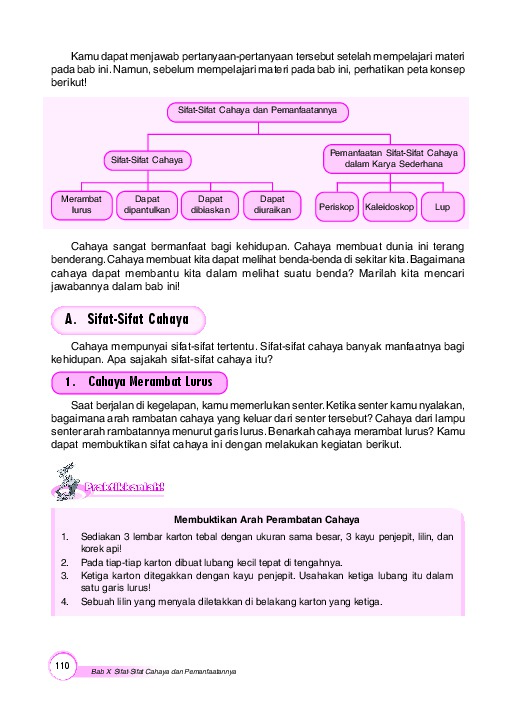 Kamu dapat menjawab pertanyaan-pertanyaan tersebut setelah mempelajari materi
pada bab ini. Namun, sebelum mempelajari materi pada bab ini, perhatikan peta konsep
berikut!
Sifat-Sifat Cahaya dan Pemanfaatannya
Sifat-Sifat Cahaya
Pemanfaatan Sifat-Sifat Cahaya
dalam Karya Sederhana
Merambat
lurus
Dapat
dipantulkan
Dapat
dibiaskan
Dapat
diuraikan
Periskop
Kaleidoskop
Lup
Cahaya sangat bermanfaat bagi kehidupan. Cahaya membuat dunia ini terang
benderang. Cahaya membuat kita dapat melihat benda-benda di sekitar kita. Bagaimana
cahaya dapat membantu kita dalam melihat suatu benda? Marilah kita mencari
jawabannya dalam bab ini!
A. Sifat-Sifat Cahaya
Cahaya mempunyai sifat-sifat tertentu. Sifat-sifat cahaya banyak manfaatnya bagi
kehidupan. Apa sajakah sifat-sifat cahaya itu?
1. Cahaya Merambat Lurus
Saat berjalan di kegelapan, kamu memerlukan senter. Ketika senter kamu nyalakan,
bagaimana arah rambatan cahaya yang keluar dari senter tersebut? Cahaya dari lampu
senter arah rambatannya menurut garis lurus. Benarkah cahaya merambat lurus? Kamu
dapat membuktikan sifat cahaya ini dengan melakukan kegiatan berikut.
Praktikkanlah!
Membuktikan Arah Perambatan Cahaya
1. Sediakan 3 lembar karton tebal dengan ukuran sama besar, 3 kayu penjepit, lilin, dan
korek api!
2. Pada tiap-tiap karton dibuat lubang kecil tepat di tengahnya.
3. Ketiga karton ditegakkan dengan kayu penjepit. Usahakan ketiga lubang itu dalam
satu garis lurus!
4. Sebuah lilin yang menyala diletakkan di belakang karton yang ketiga.
110
Bab X Sifat-Sifat Cahaya dan Pemanfaatannya